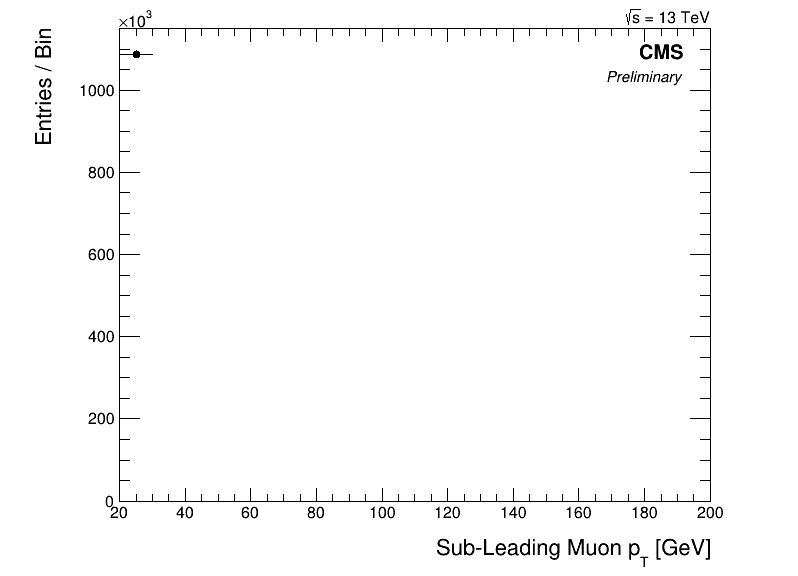 ×10³
√s = 13 TeV
Entries / Bin
CMS
Preliminary
1000
800
600
400
200
0
20 40 60 80 100 120 140 160 180 200
Sub-Leading Muon p_T [GeV]